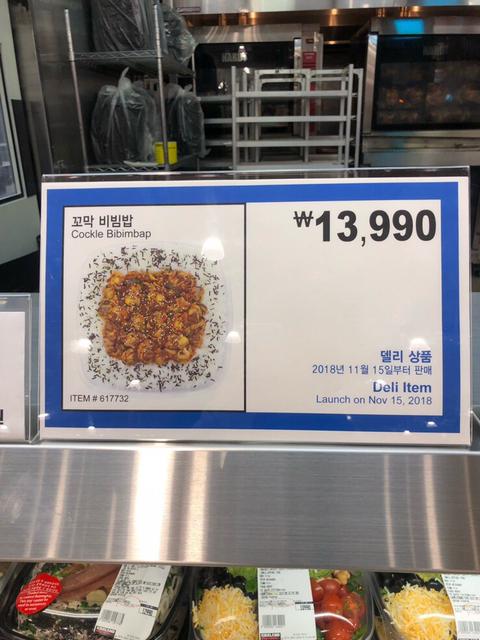 꼬막 비빔밥
Cockle Bibimbap
ITEM # 617732
₩13,990
델리 상품
2018년 11월 15일부터 판매
Deli Item
Launch on Nov 15, 2018